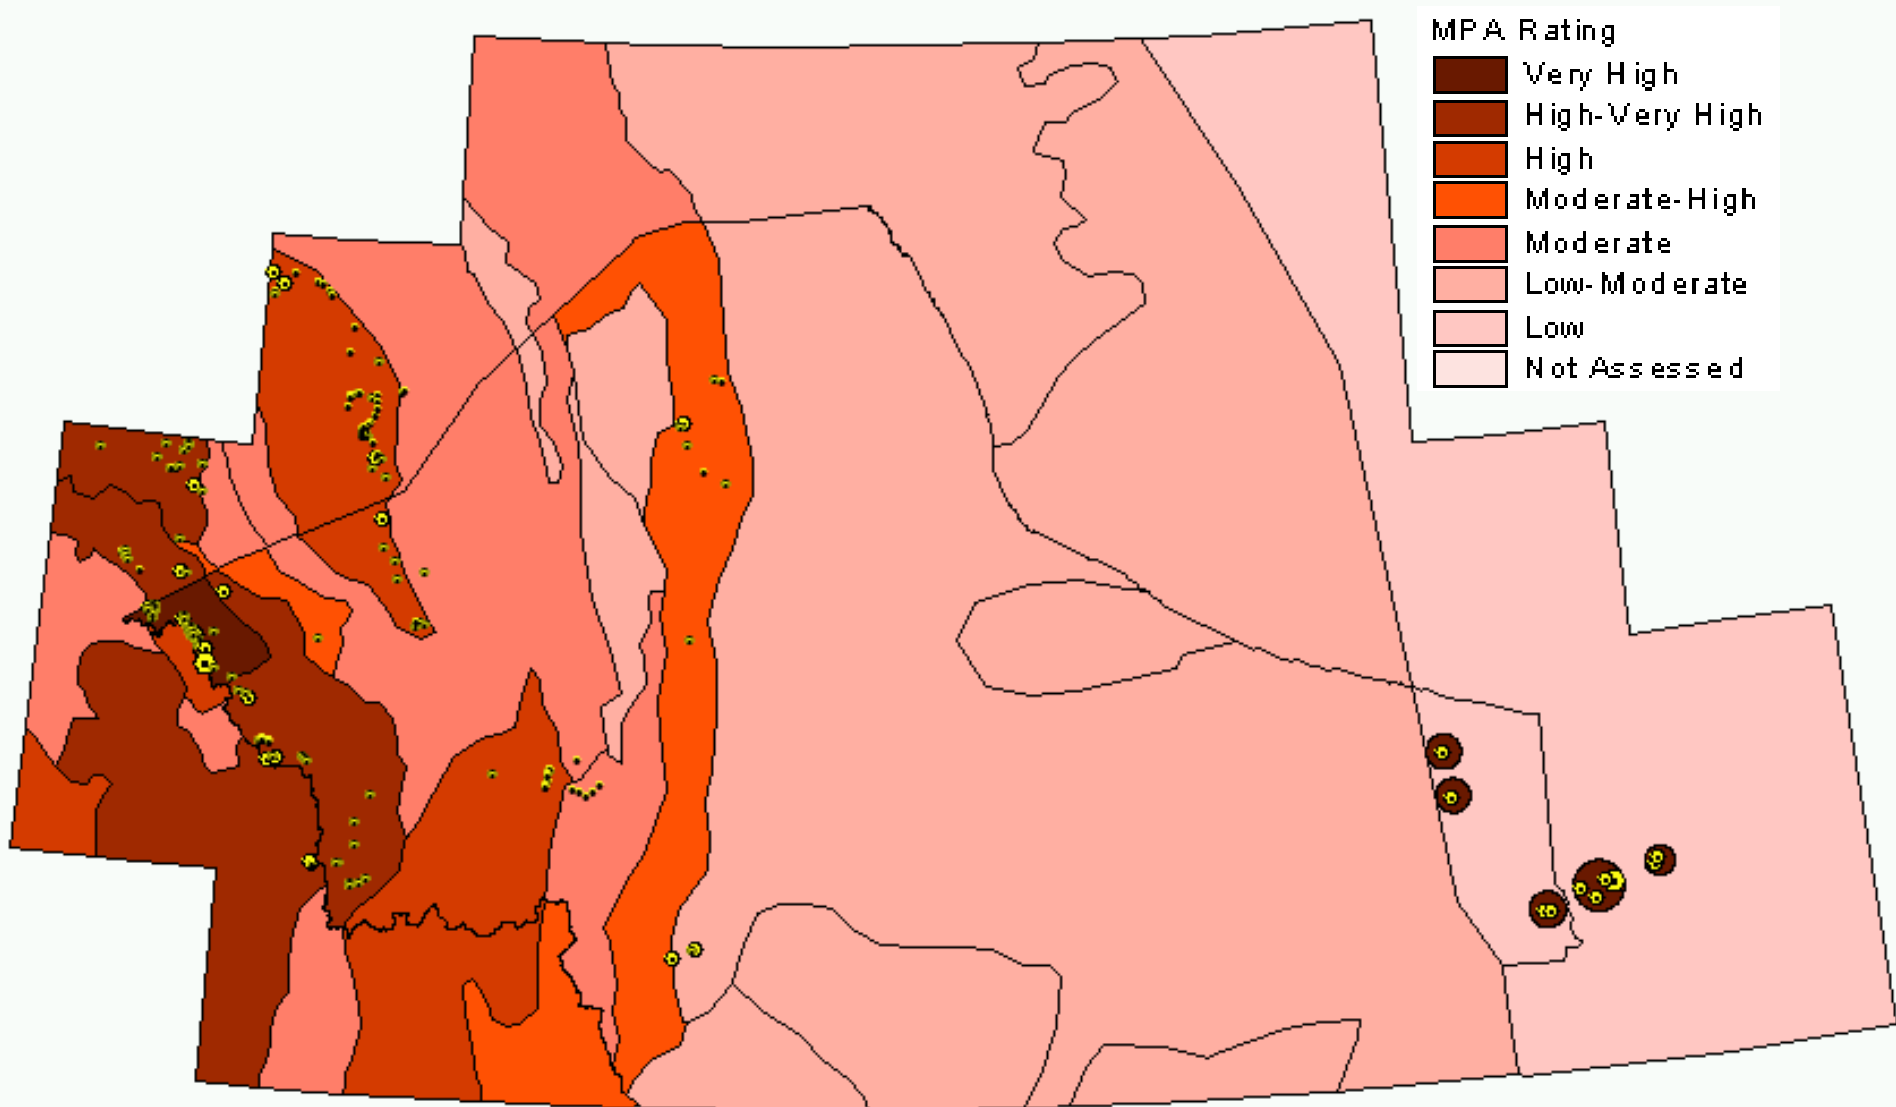 MPA Rating
Very High
High-Very High
High
Moderate-High
Moderate
Low-Moderate
Low
Not Assessed